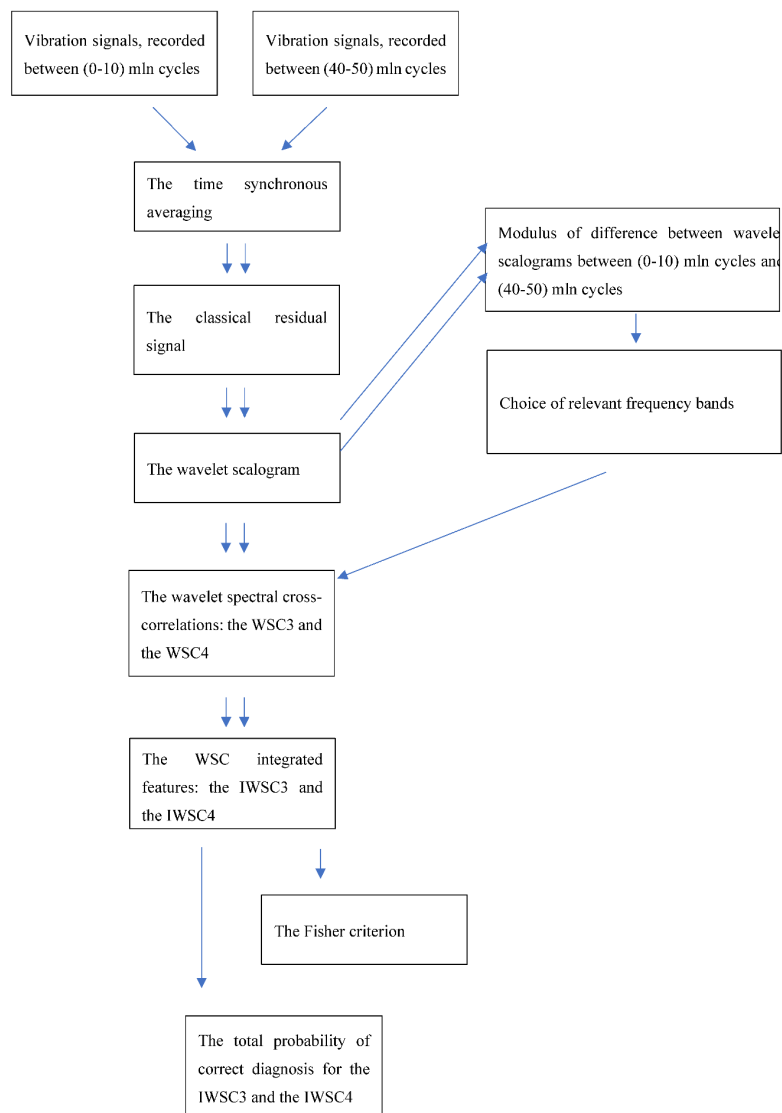 Vibration signals, recorded
between (0-10) mln cycles
Vibration signals, recorded
between (40-50) mln cycles
The time synchronous
averaging
Modulus of difference between wavele
scalograms between (0-10) mln cycles and
(40-50) mln cycles
The classical residual
signal
Choice of relevant frequency bands
The wavelet scalogram
The wavelet spectral cross-
correlations: the WSC3 and
the WSC4
The WSC integrated
features: the IWSC3 and
the IWSC4
The Fisher criterion
The total probability of
correct diagnosis for the
IWSC3 and the IWSC4